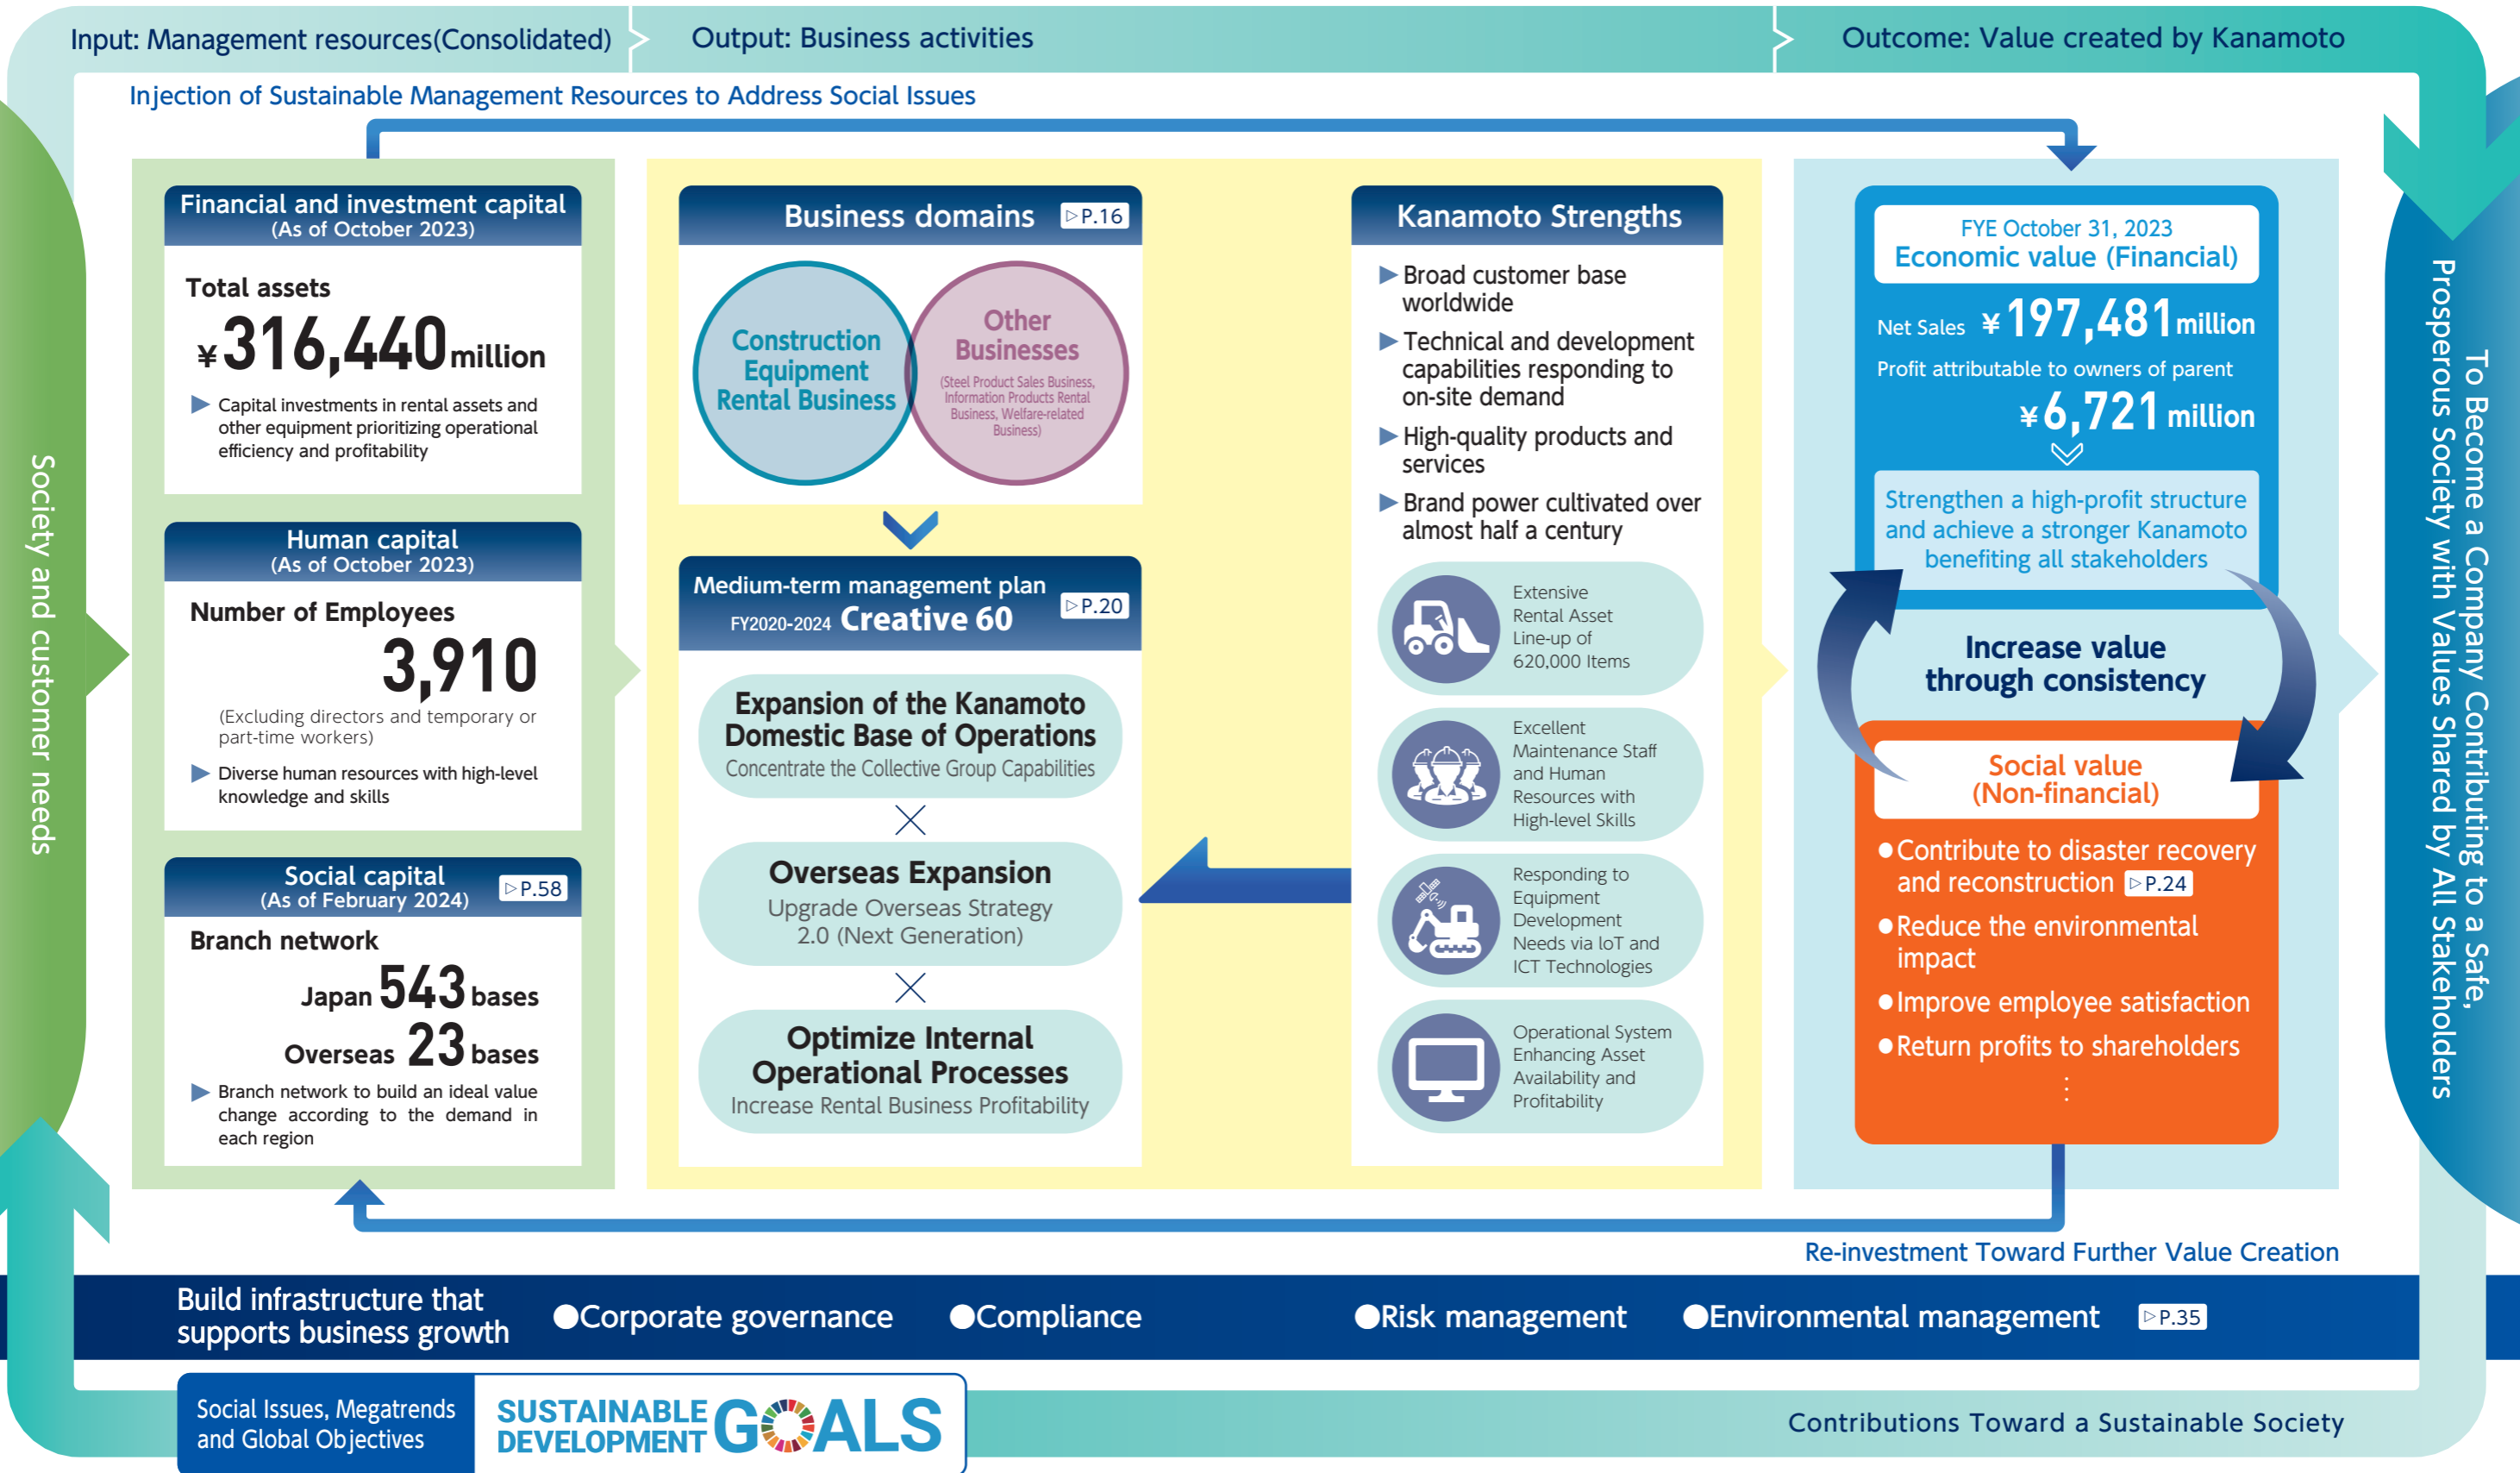 Input: Management resources(Consolidated)
Output: Business activities
Outcome: Value created by Kanamoto
Injection of Sustainable Management Resources to Address Social Issues
Society and customer needs
Financial and investment capital
(As of October 2023)
Total assets
¥316,440 million
▶ Capital investments in rental assets and
other equipment prioritizing operational
efficiency and profitability
Human capital
(As of October 2023)
Number of Employees
3,910
(Excluding directors and temporary or
part-time workers)
▶ Diverse human resources with high-level
knowledge and skills
Social capital
(As of February 2024)
▷P.58
Branch network
Japan 543 bases
Overseas 23 bases
▶ Branch network to build an ideal value
change according to the demand in
each region
Business domains ▷P.16
Construction
Equipment
Rental Business
Other
Businesses
(Steel Product Sales Business,
Information Products Rental
Business, Welfare-related
Business)
Medium-term management plan
FY2020-2024 Creative 60
▷P.20
Expansion of the Kanamoto
Domestic Base of Operations
Concentrate the Collective Group Capabilities
×
Overseas Expansion
Upgrade Overseas Strategy
2.0 (Next Generation)
×
Optimize Internal
Operational Processes
Increase Rental Business Profitability
Kanamoto Strengths
▶ Broad customer base
worldwide
▶ Technical and development
capabilities responding to
on-site demand
▶ High-quality products and
services
▶ Brand power cultivated over
almost half a century
Extensive
Rental Asset
Line-up of
620,000 Items
Excellent
Maintenance Staff
and Human
Resources with
High-level Skills
Responding to
Equipment
Development
Needs via IoT and
ICT Technologies
Operational System
Enhancing Asset
Availability and
Profitability
FYE October 31, 2023
Economic value (Financial)
Net Sales ¥197,481 million
Profit attributable to owners of parent
¥6,721 million
Strengthen a high-profit structure
and achieve a stronger Kanamoto
benefiting all stakeholders
Increase value
through consistency
Social value
(Non-financial)
●Contribute to disaster recovery
and reconstruction ▷P.24
●Reduce the environmental
impact
●Improve employee satisfaction
●Return profits to shareholders
⋮
To Become a Company Contributing to a Safe,
Prosperous Society with Values Shared by All Stakeholders
Re-investment Toward Further Value Creation
Build infrastructure that
supports business growth
●Corporate governance
●Compliance
●Risk management
●Environmental management ▷P.35
Social Issues, Megatrends
and Global Objectives
SUSTAINABLE
DEVELOPMENT
GOALS
Contributions Toward a Sustainable Society